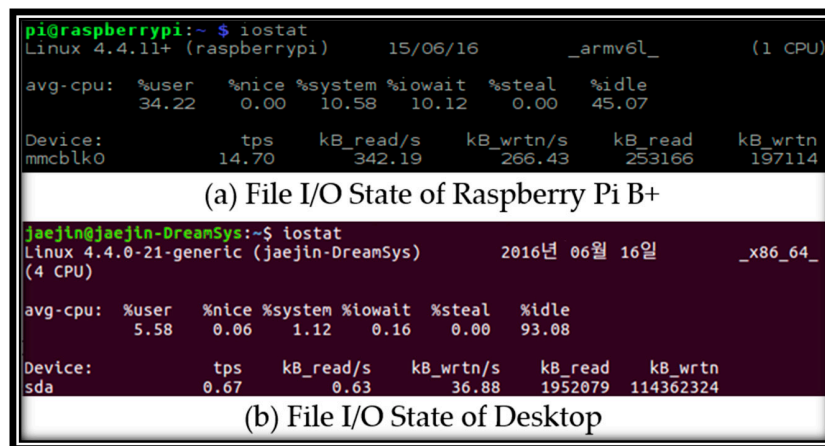 pi@raspberrypi:~ $ iostat
Linux 4.4.11+ (raspberrypi) 15/06/16 _armv6l_ (1 CPU)
avg-cpu: %user %nice %system %iowait %steal %idle
34.22 0.00 10.58 10.12 0.00 45.07
Device: tps kB_read/s kB_wrtn/s kB_read kB_wrtn
mmcblk0 14.70 342.19 266.43 253166 197114
(a) File I/O State of Raspberry Pi B+
jaejin@jaejin-DreamSys:~$ iostat
Linux 4.4.0-21-generic (jaejin-DreamSys) 2016년 06월 16일 _x86_64_
(4 CPU)
avg-cpu: %user %nice %system %iowait %steal %idle
5.58 0.06 1.12 0.16 0.00 93.08
Device: tps kB_read/s kB_wrtn/s kB_read kB_wrtn
sda 0.67 0.63 36.88 1952079 114362324
(b) File I/O State of Desktop